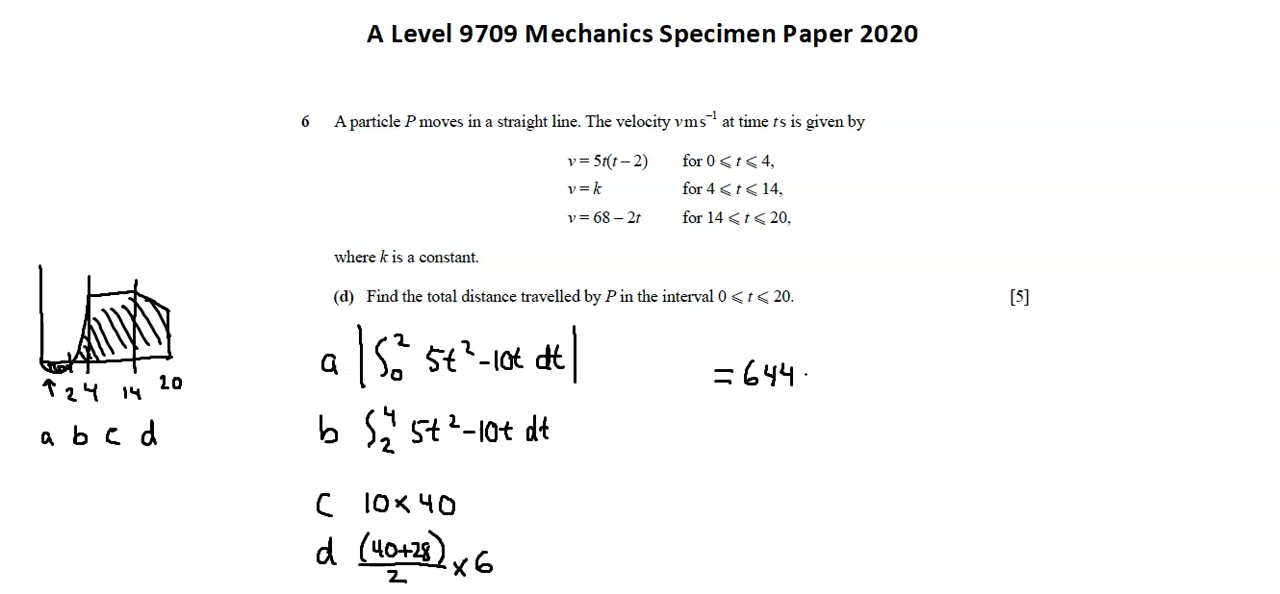 A Level 9709 Mechanics Specimen Paper 2020
6 A particle P moves in a straight line. The velocity v m s⁻¹ at time t s is given by
v = 5t(t – 2) for 0 ⩽ t ⩽ 4,
v = k for 4 ⩽ t ⩽ 14,
v = 68 – 2t for 14 ⩽ t ⩽ 20,
where k is a constant.
(d) Find the total distance travelled by P in the interval 0 ⩽ t ⩽ 20. [5]
2 4 14 20
a b c d
a |∫₀² 5t²-10t dt|
= 644.
b ∫₂⁴ 5t²-10t dt
c 10×40
d (40+28)/2 × 6